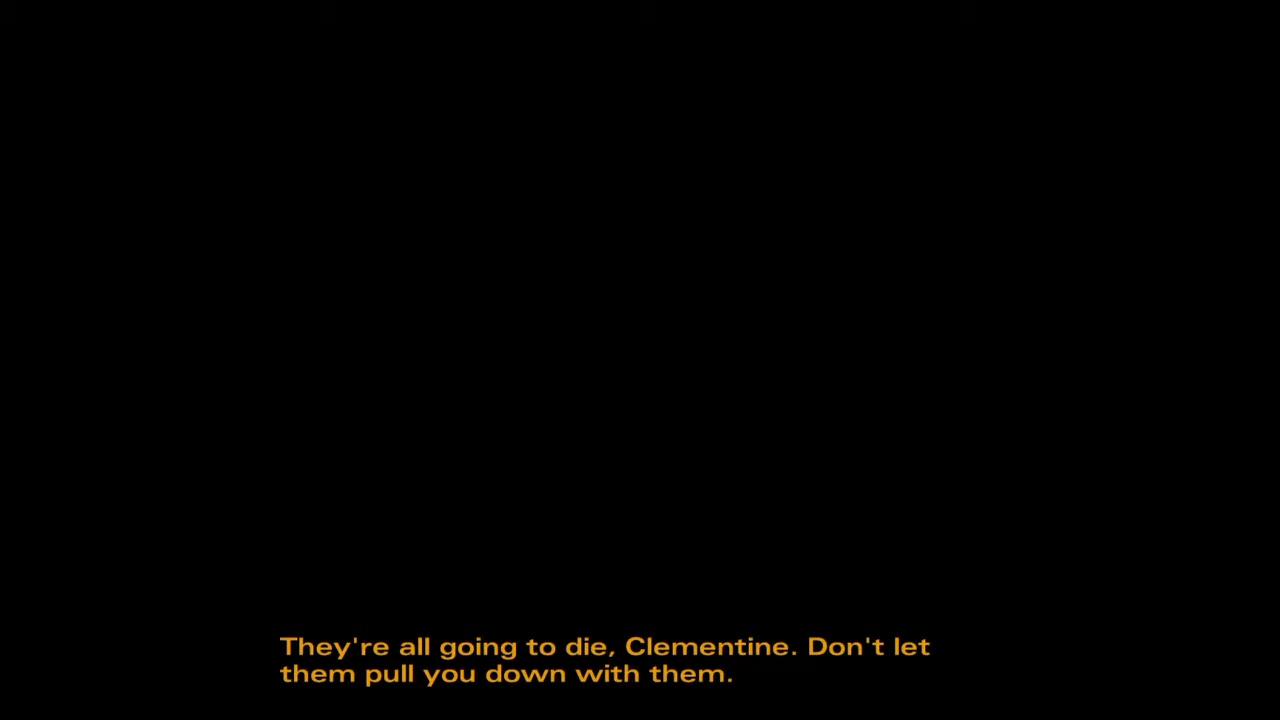 They're all going to die, Clementine. Don't let
them pull you down with them.